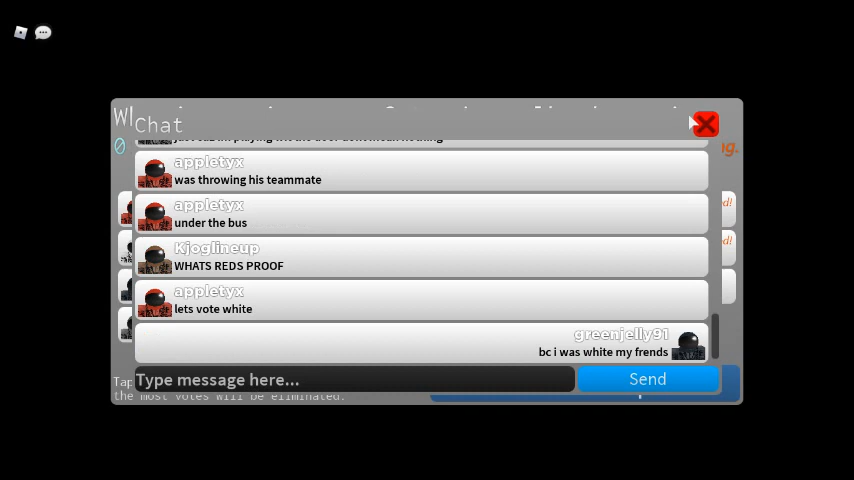 Chat
appletyx
was throwing his teammate
appletyx
under the bus
Kjoglineup
WHATS REDS PROOF
appletyx
lets vote white
greenjelly91
bc i was white my frends
Type message here...
Send
Tap
the most votes will be eliminated.